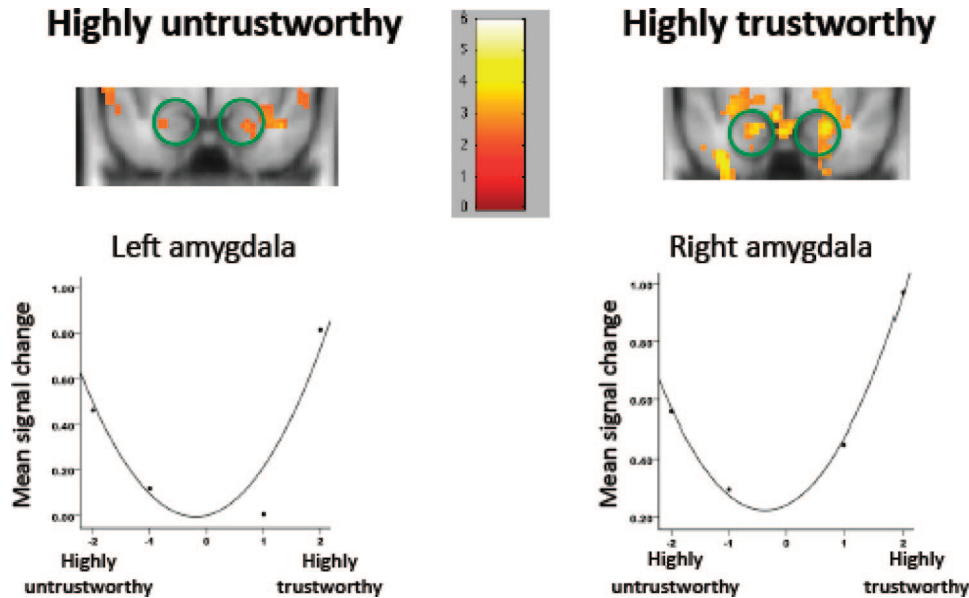 Highly untrustworthy
Highly trustworthy
6
5
4
3
2
1
0
Left amygdala
Right amygdala
Mean signal change
1.00
0.80
0.60
0.40
0.20
0.00
-2
-1
0
1
2
Highly
untrustworthy
Highly
trustworthy
Mean signal change
1.00
0.80
0.60
0.40
0.20
-2
-1
0
1
2
Highly
untrustworthy
Highly
trustworthy